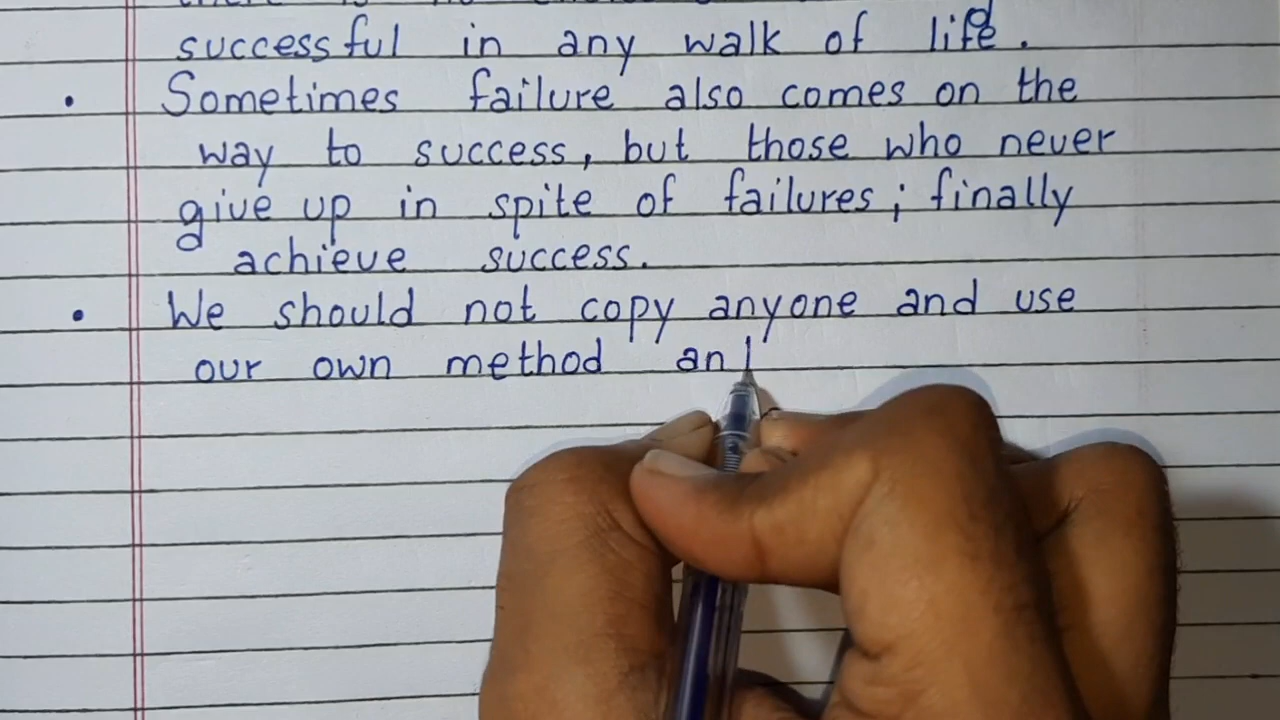 successful in any walk of life.
• Sometimes failure also comes on the
way to success, but those who never
give up in spite of failures; finally
achieve success.
• We should not copy anyone and use
our own method an